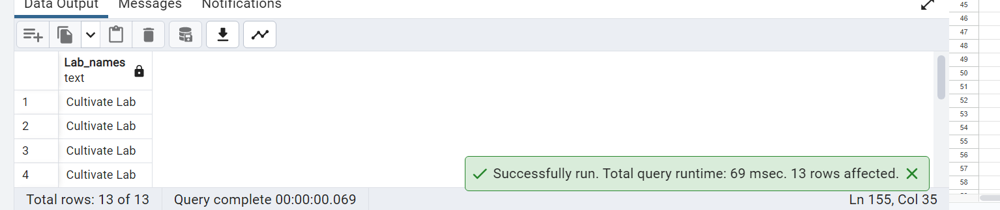 Data Output Messages Notifications
Lab_names
text
1 Cultivate Lab
2 Cultivate Lab
3 Cultivate Lab
4 Cultivate Lab
Successfully run. Total query runtime: 69 msec. 13 rows affected.
Total rows: 13 of 13 Query complete 00:00:00.069 Ln 155, Col 35
45
46
47
48
49
50
51
52
53
54
55
56
57
58